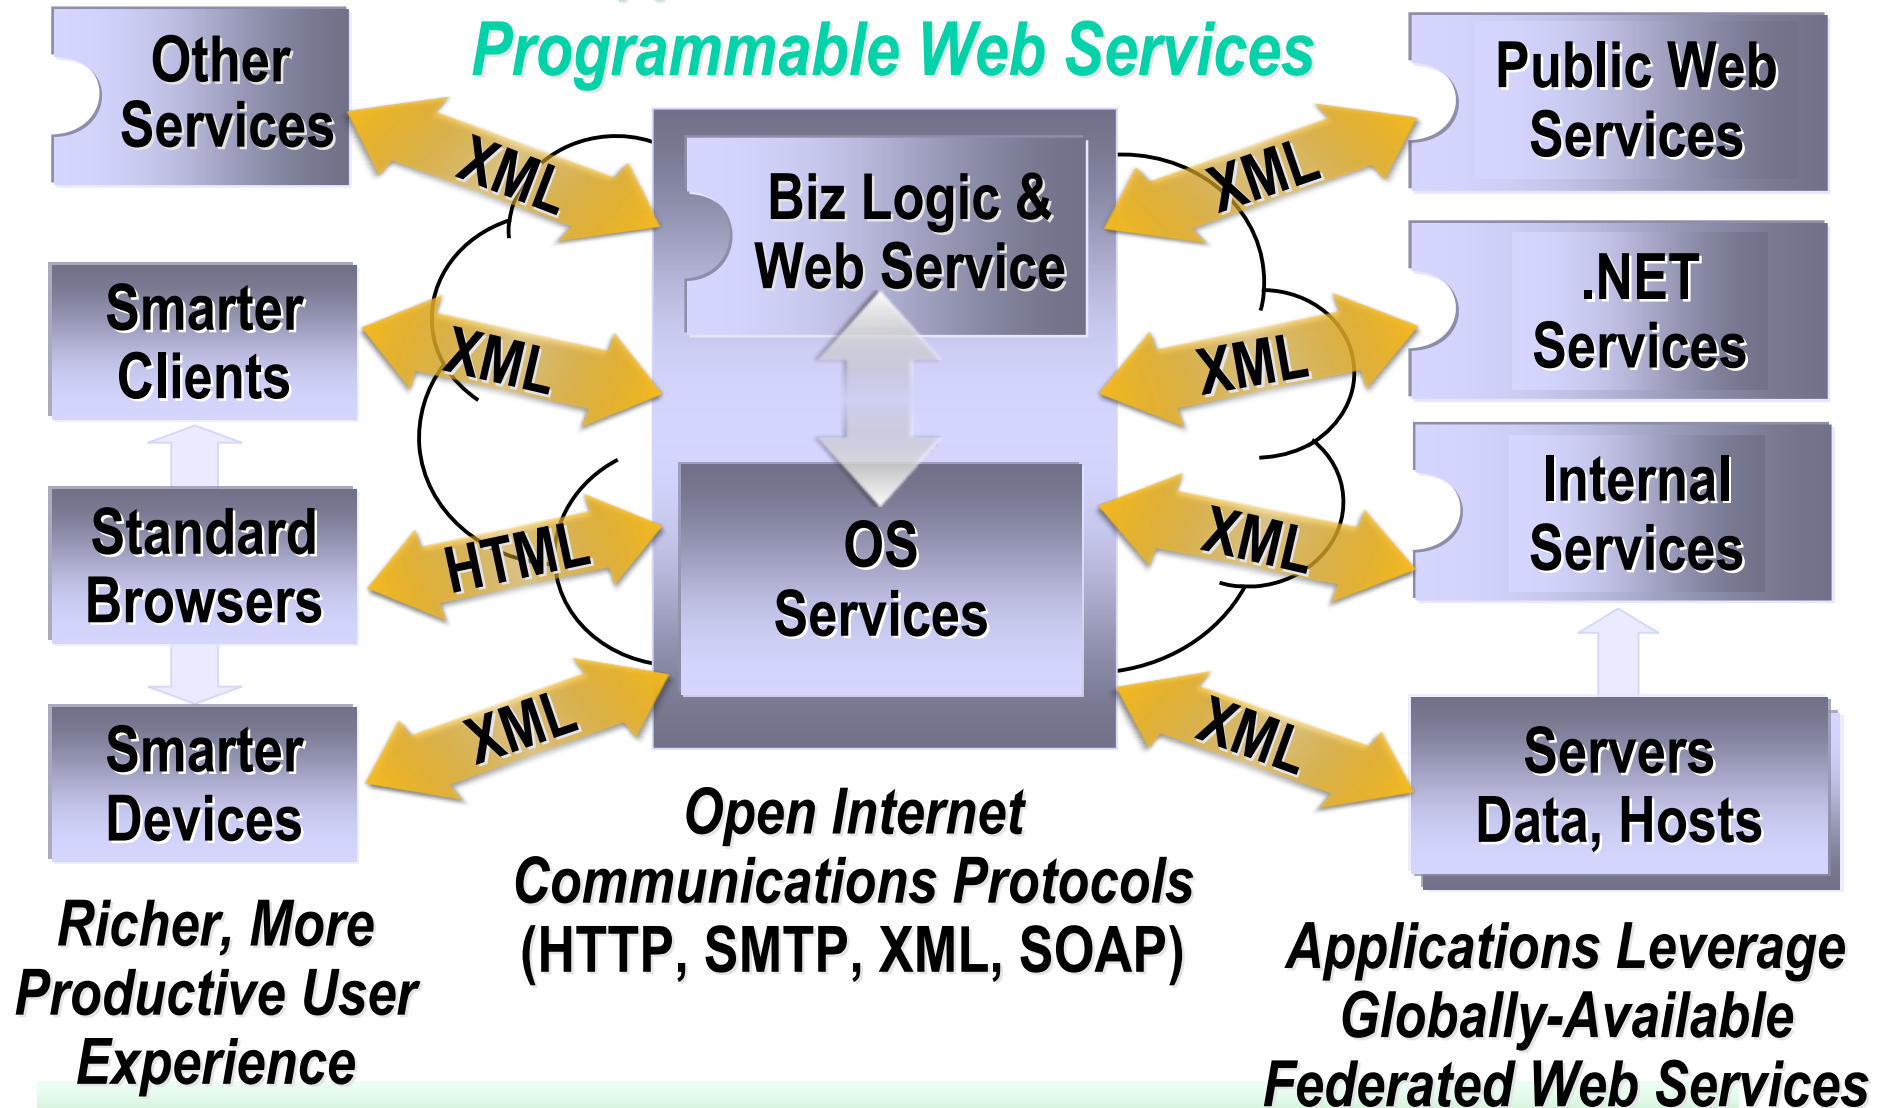 Programmable Web Services
Other
Services
XML
Smarter
Clients
XML
Standard
Browsers
HTML
Smarter
Devices
XML
Richer, More
Productive User
Experience
Biz Logic &
Web Service
OS
Services
Open Internet
Communications Protocols
(HTTP, SMTP, XML, SOAP)
XML
Public Web
Services
XML
.NET
Services
XML
Internal
Services
XML
Servers
Data, Hosts
Applications Leverage
Globally-Available
Federated Web Services